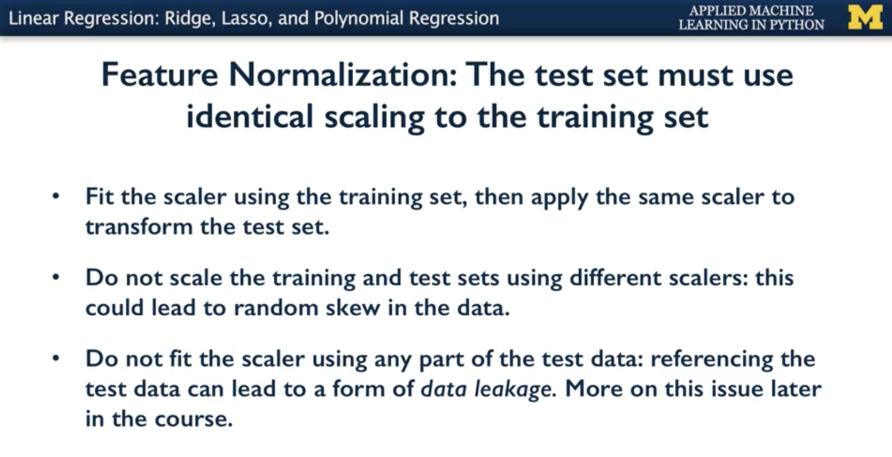 Linear Regression: Ridge, Lasso, and Polynomial Regression
APPLIED MACHINE
LEARNING IN PYTHON
M
Feature Normalization: The test set must use
identical scaling to the training set
• Fit the scaler using the training set, then apply the same scaler to
transform the test set.
• Do not scale the training and test sets using different scalers: this
could lead to random skew in the data.
• Do not fit the scaler using any part of the test data: referencing the
test data can lead to a form of data leakage. More on this issue later
in the course.